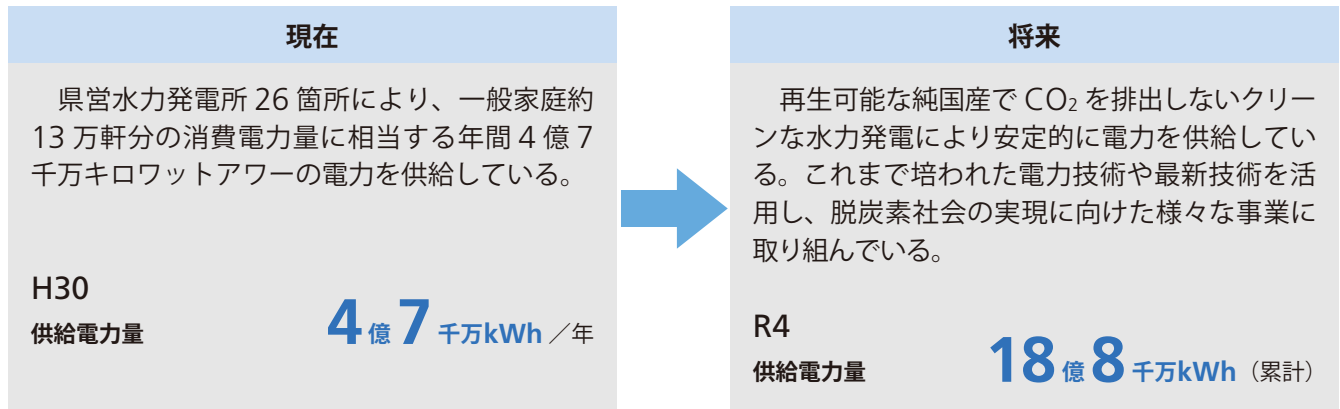 現在
県営水力発電所 26 箇所により、一般家庭約
13 万軒分の消費電力量に相当する年間 4 億 7
千万キロワットアワーの電力を供給している。
H30
供給電力量 4億7千万kWh／年
将来
再生可能な純国産で CO₂ を排出しないクリー
ンな水力発電により安定的に電力を供給してい
る。これまで培われた電力技術や最新技術を活
用し、脱炭素社会の実現に向けた様々な事業に
取り組んでいる。
R4
供給電力量 18億8千万kWh（累計）